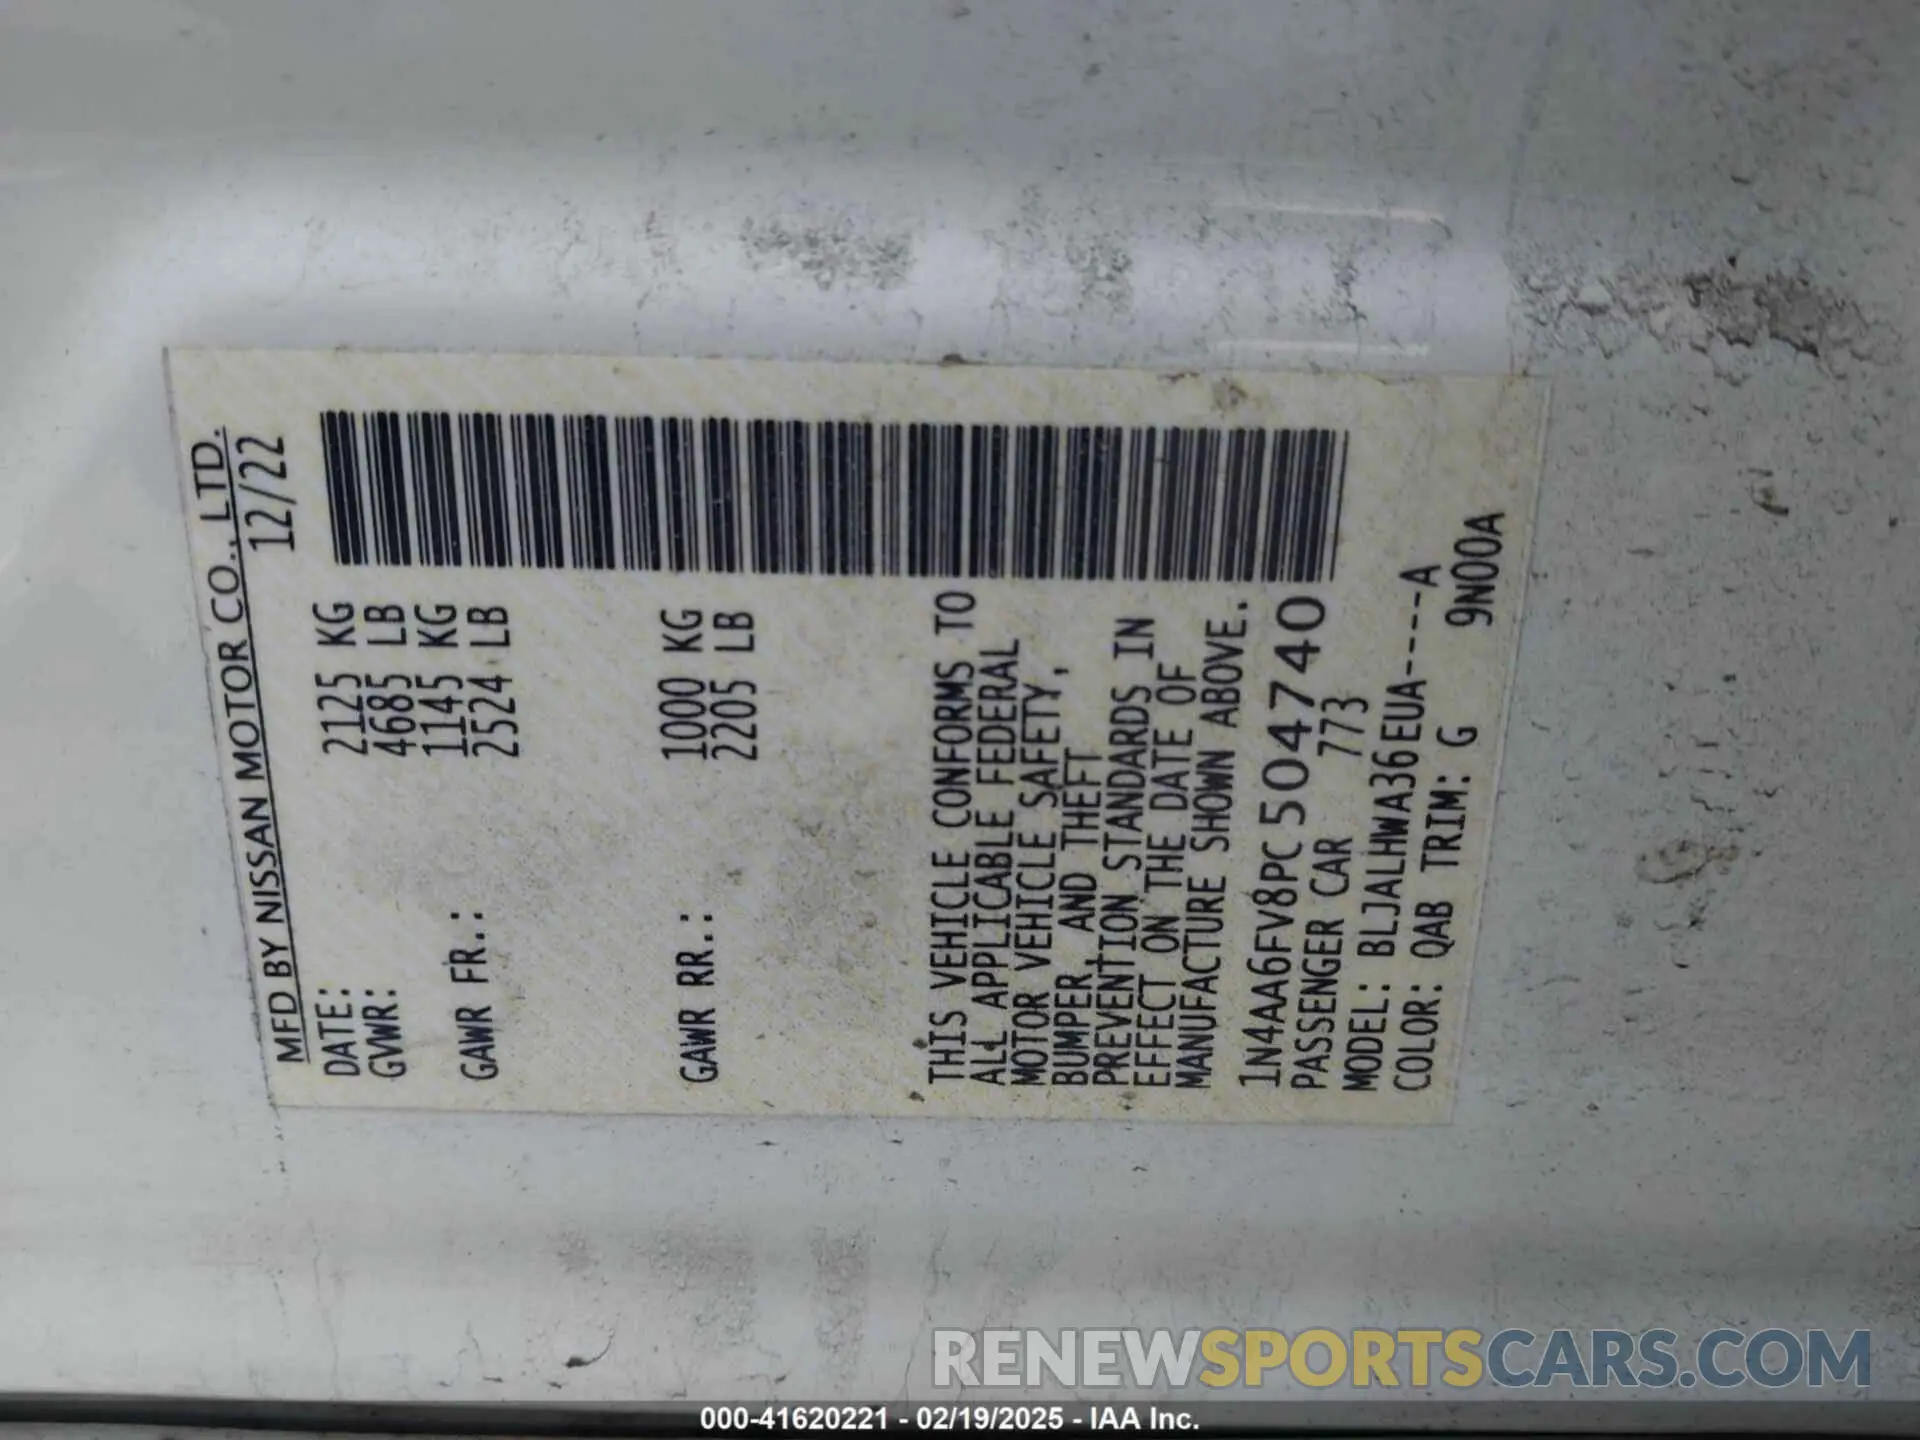 MFD BY NISSAN MOTOR CO., LTD.
DATE: 12/22
GVWR: 2125 KG
4685 LB
GAWR FR.: 1145 KG
2524 LB
GAWR RR.: 1000 KG
2205 LB
THIS VEHICLE CONFORMS TO
ALL APPLICABLE FEDERAL
MOTOR VEHICLE SAFETY,
BUMPER, AND THEFT
PREVENTION STANDARDS IN
EFFECT ON THE DATE OF
MANUFACTURE SHOWN ABOVE.
1N4AA6FV8PC504740
PASSENGER CAR 773
MODEL: BLJALHWA36EUA----A
COLOR: QAB TRIM: G 9N00A
RENEWSPORTSCARS.COM
000-41620221 - 02/19/2025 - IAA Inc.